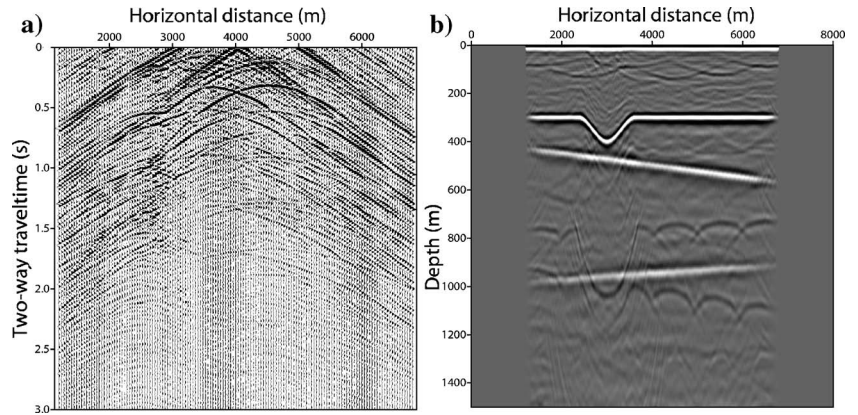 a)
Horizontal distance (m)
2000 3000 4000 5000 6000
0
0.5
1.0
1.5
2.0
2.5
3.0
Two-way traveltime (s)
b)
Horizontal distance (m)
0 2000 4000 6000 8000
0
200
400
600
800
1000
1200
1400
Depth (m)